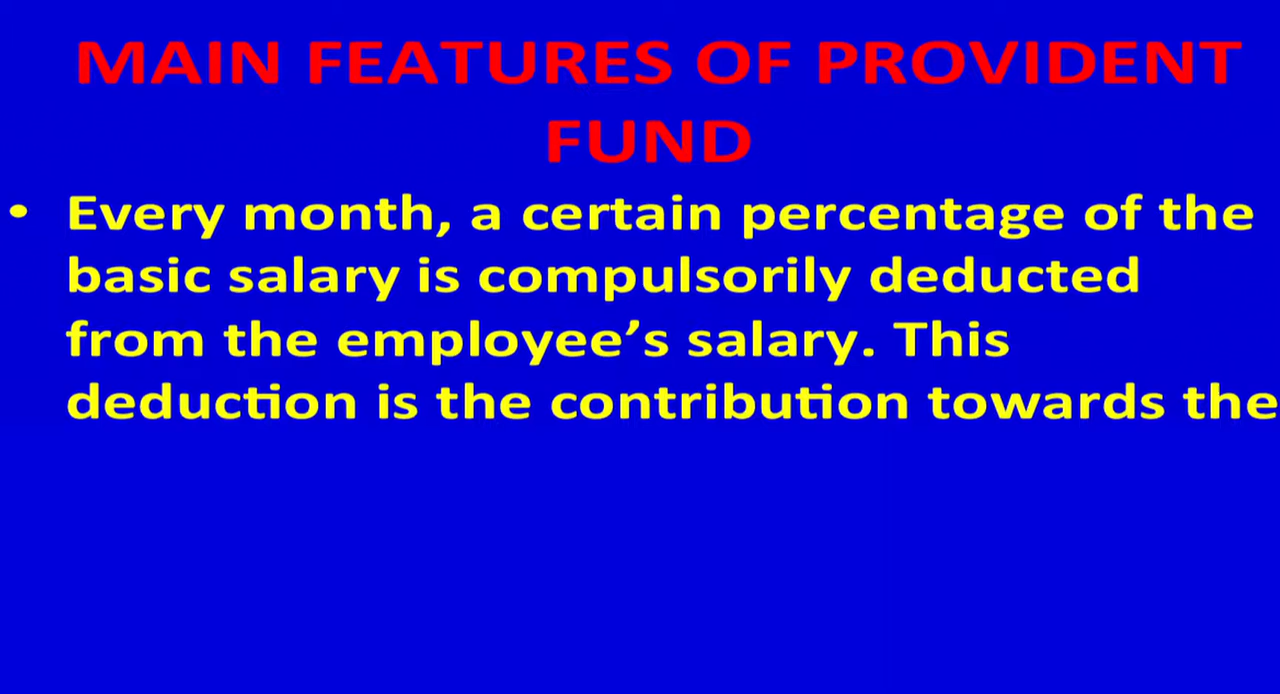 MAIN FEATURES OF PROVIDENT
FUND
• Every month, a certain percentage of the
basic salary is compulsorily deducted
from the employee’s salary. This
deduction is the contribution towards the